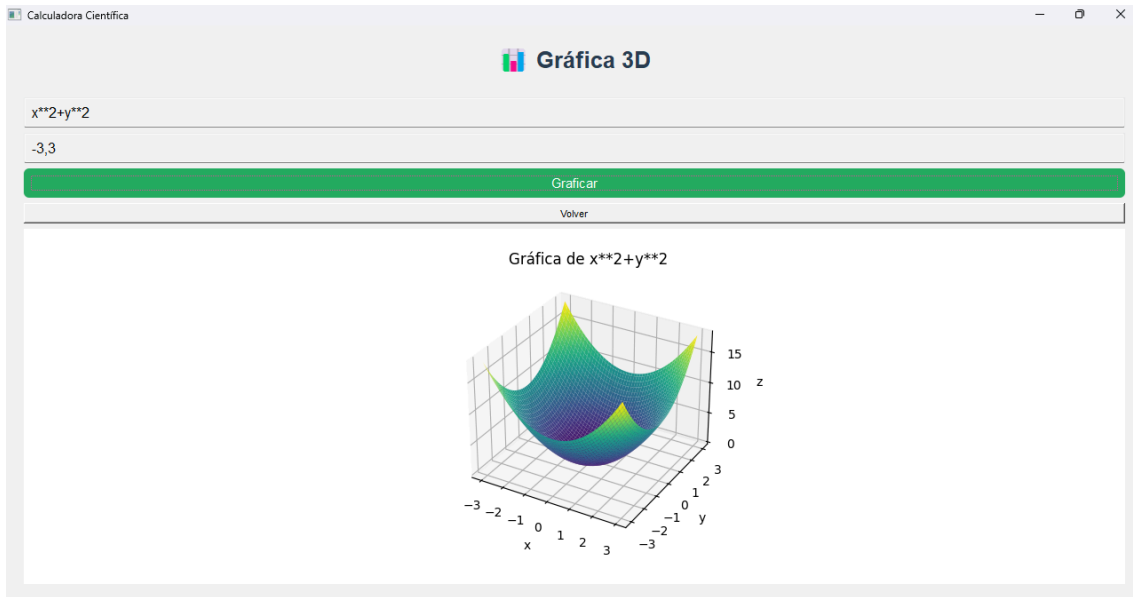 Calculadora Científica
Gráfica 3D
x**2+y**2
-3,3
Graficar
Volver
Gráfica de x**2+y**2
15
10
5
0
z
−3
−2
−1
0
1
2
3
x
−3
−2
−1
0
1
2
3
y